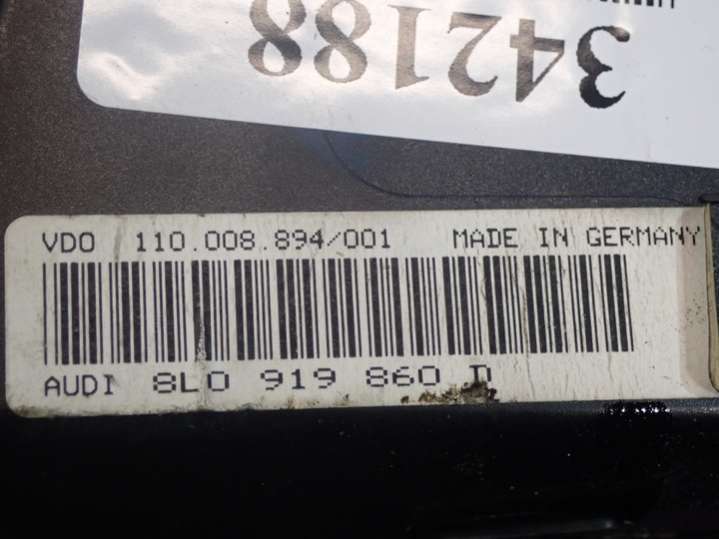 342188
VDO 110.008.894/001 MADE IN GERMANY
AUDI 8L0 919 860 D